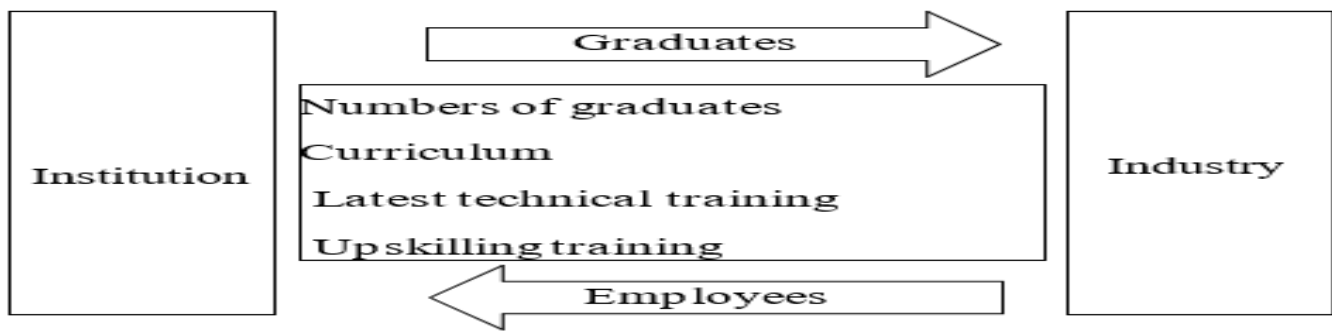 Graduates
Numbers of graduates
Curriculum
Latest technical training
Upskilling training
Employees
Institution
Industry